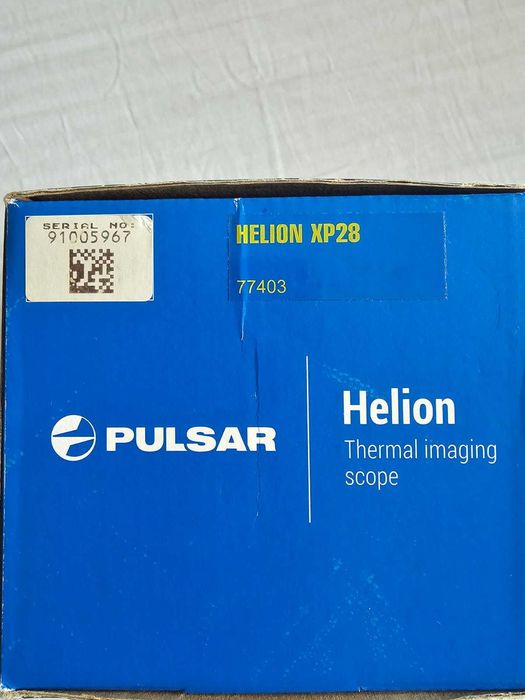 SERIAL NO:
91005967
HELION XP28
77403
PULSAR
Helion
Thermal imaging
scope